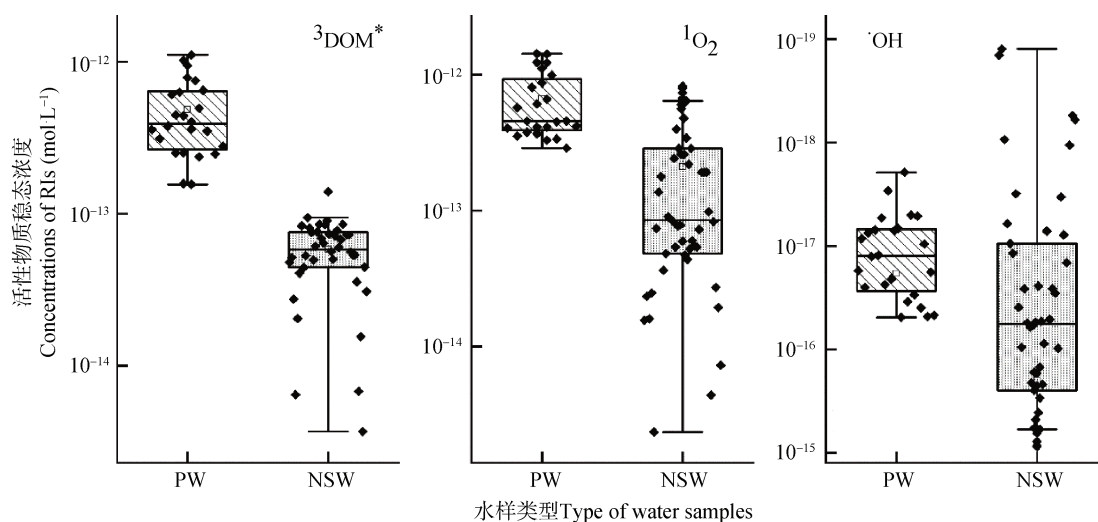 活性物质稳态浓度
Concentrations of RIs (mol·L⁻¹)
³DOM*
10⁻¹²
10⁻¹³
10⁻¹⁴
PW
NSW
¹O₂
10⁻¹²
10⁻¹³
10⁻¹⁴
PW
NSW
·OH
10⁻¹⁹
10⁻¹⁸
10⁻¹⁷
10⁻¹⁶
10⁻¹⁵
PW
NSW
水样类型Type of water samples